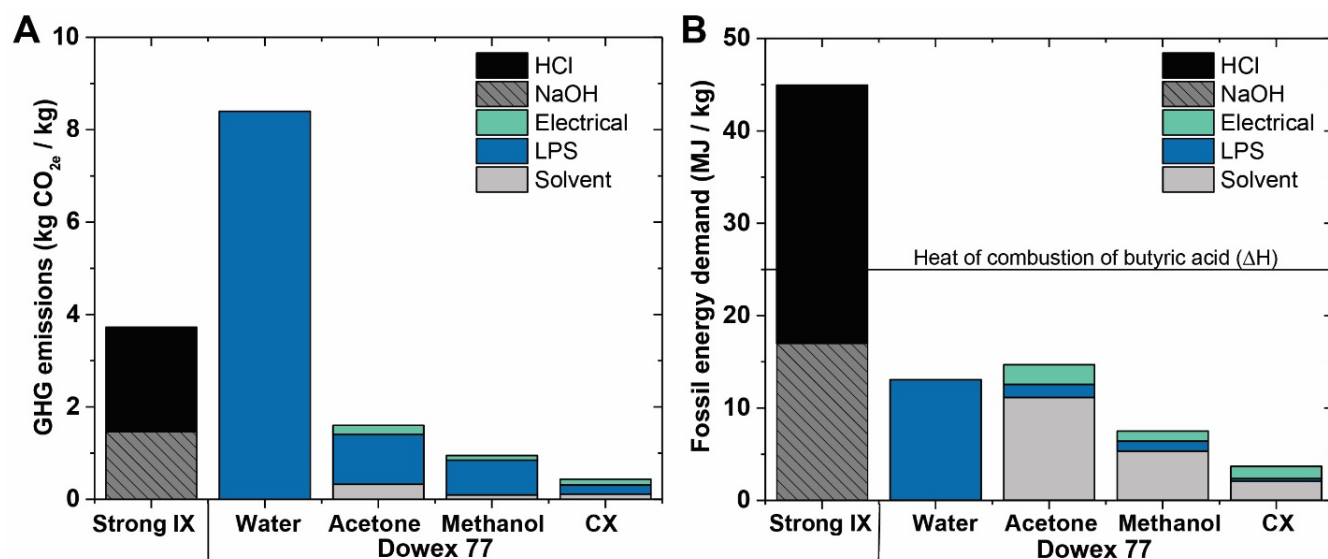 A
GHG emissions (kg CO2e / kg)
10
8
6
4
2
0
HCl
NaOH
Electrical
LPS
Solvent
Strong IX
Water
Acetone
Methanol
CX
Dowex 77
B
Fossil energy demand (MJ / kg)
50
40
30
20
10
0
HCl
NaOH
Electrical
LPS
Solvent
Heat of combustion of butyric acid (ΔH)
Strong IX
Water
Acetone
Methanol
CX
Dowex 77